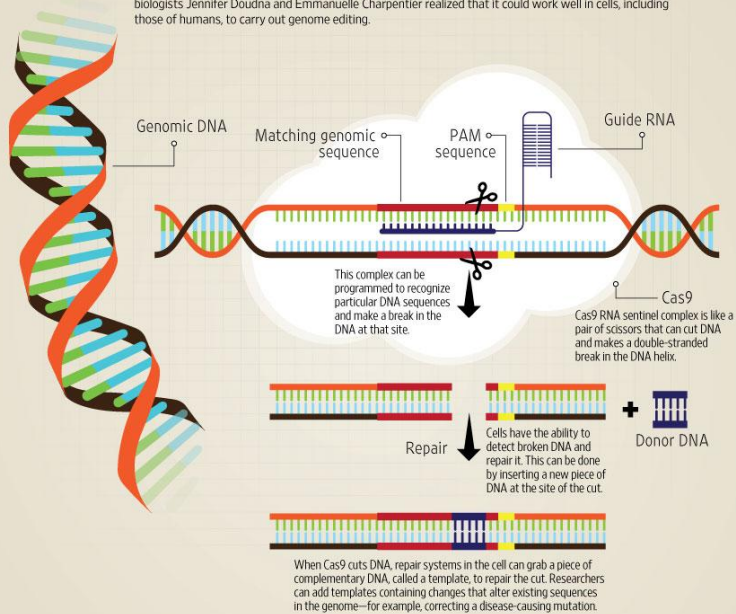 biologists Jennifer Doudna and Emmanuelle Charpentier realized that it could work well in cells, including
those of humans, to carry out genome editing.
Genomic DNA
Matching genomic
sequence
PAM
sequence
Guide RNA
This complex can be
programmed to recognize
particular DNA sequences
and make a break in the
DNA at that site.
Cas9
Cas9 RNA sentinel complex is like a
pair of scissors that can cut DNA
and makes a double-stranded
break in the DNA helix.
Repair
Cells have the ability to
detect broken DNA and
repair it. This can be done
by inserting a new piece of
DNA at the site of the cut.
+
Donor DNA
When Cas9 cuts DNA, repair systems in the cell can grab a piece of
complementary DNA, called a template, to repair the cut. Researchers
can add templates containing changes that alter existing sequences
in the genome—for example, correcting a disease-causing mutation.